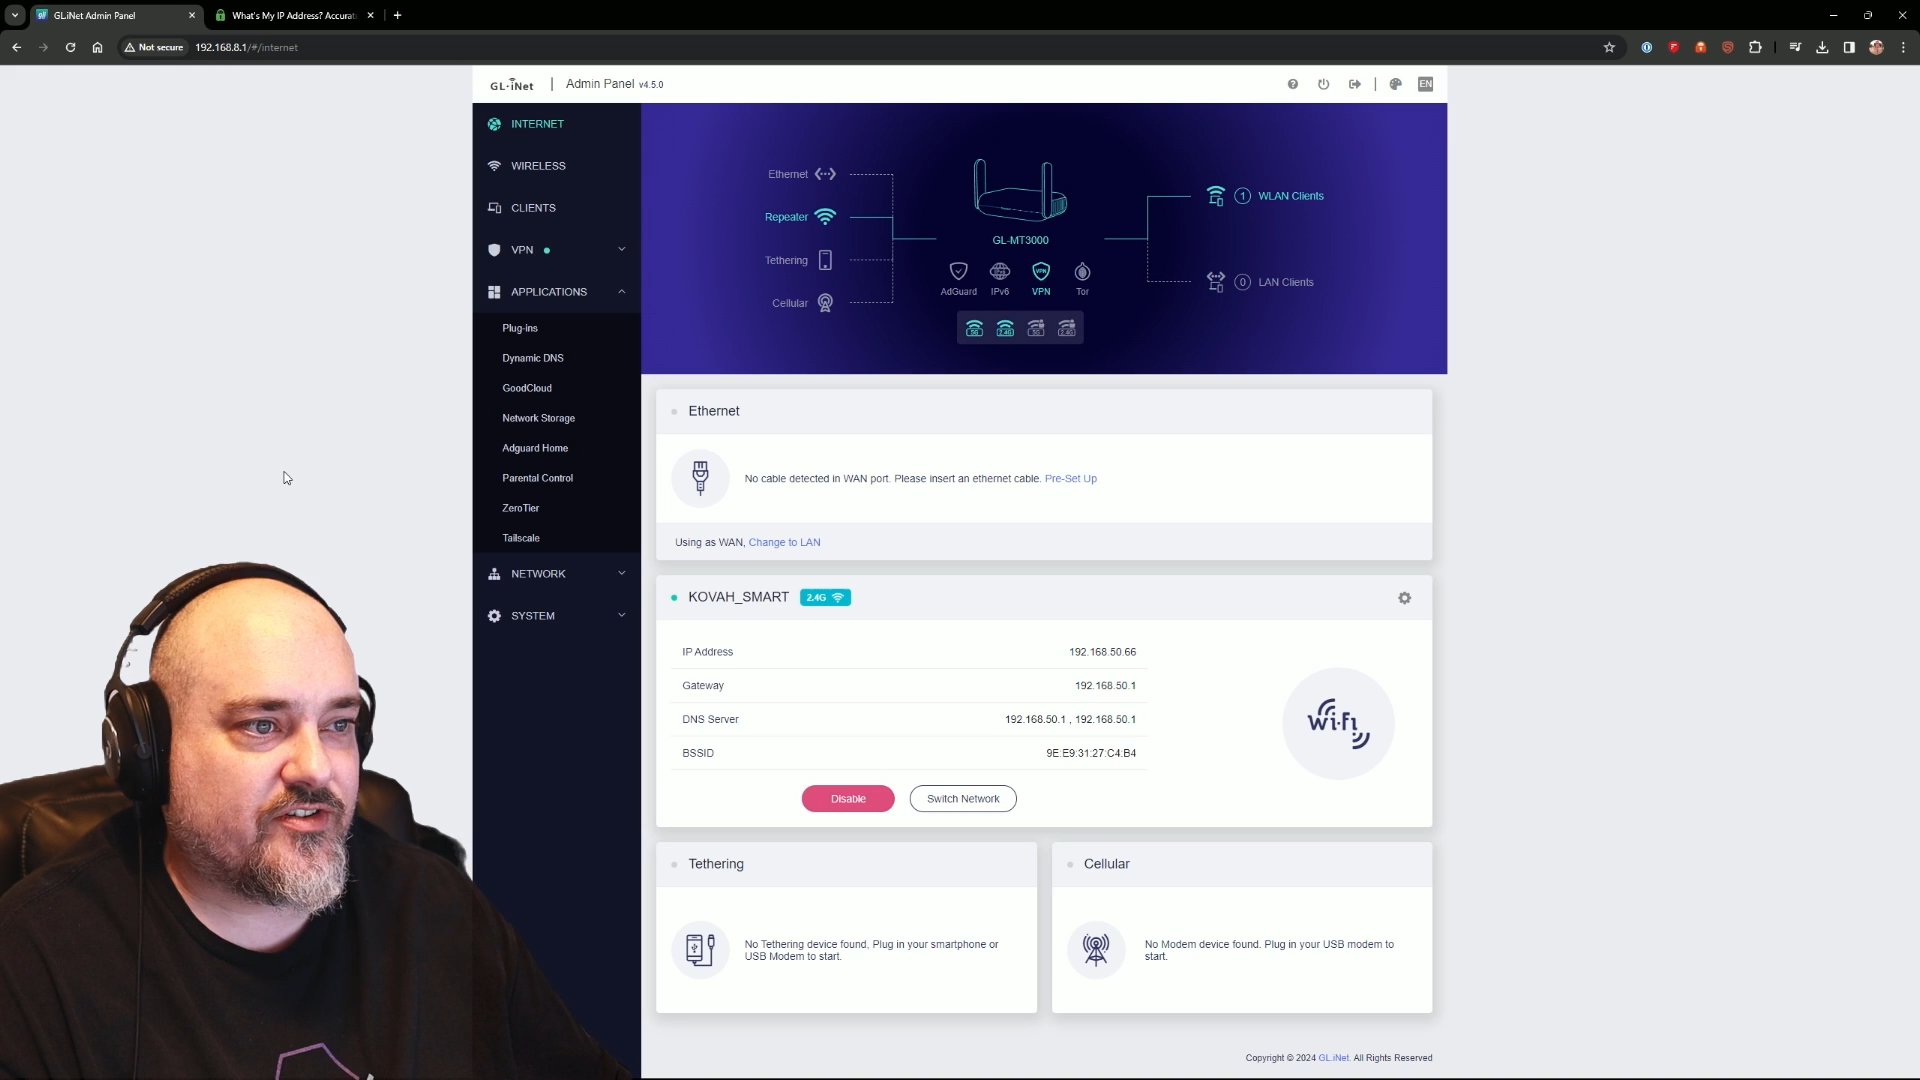 GLiNet Admin Panel
What's My IP Address? Accurat
Not secure
192.168.8.1/#/internet
GL·iNet
Admin Panel v4.5.0
EN
INTERNET
WIRELESS
CLIENTS
VPN
APPLICATIONS
Plug-ins
Dynamic DNS
GoodCloud
Network Storage
Adguard Home
Parental Control
ZeroTier
Tailscale
NETWORK
SYSTEM
Ethernet
Repeater
Tethering
Cellular
GL-MT3000
AdGuard
IPv6
VPN
Tor
5G
2.4G
5G
2.4G
1 WLAN Clients
0 LAN Clients
Ethernet
No cable detected in WAN port. Please insert an ethernet cable. Pre-Set Up
Using as WAN, Change to LAN
KOVAH_SMART 2.4G
IP Address 192.168.50.66
Gateway 192.168.50.1
DNS Server 192.168.50.1 , 192.168.50.1
BSSID 9E:E9:31:27:C4:B4
Wi-Fi
Disable
Switch Network
Tethering
No Tethering device found, Plug in your smartphone or
USB Modem to start.
Cellular
No Modem device found. Plug in your USB modem to
start.
Copyright © 2024 GL.iNet. All Rights Reserved